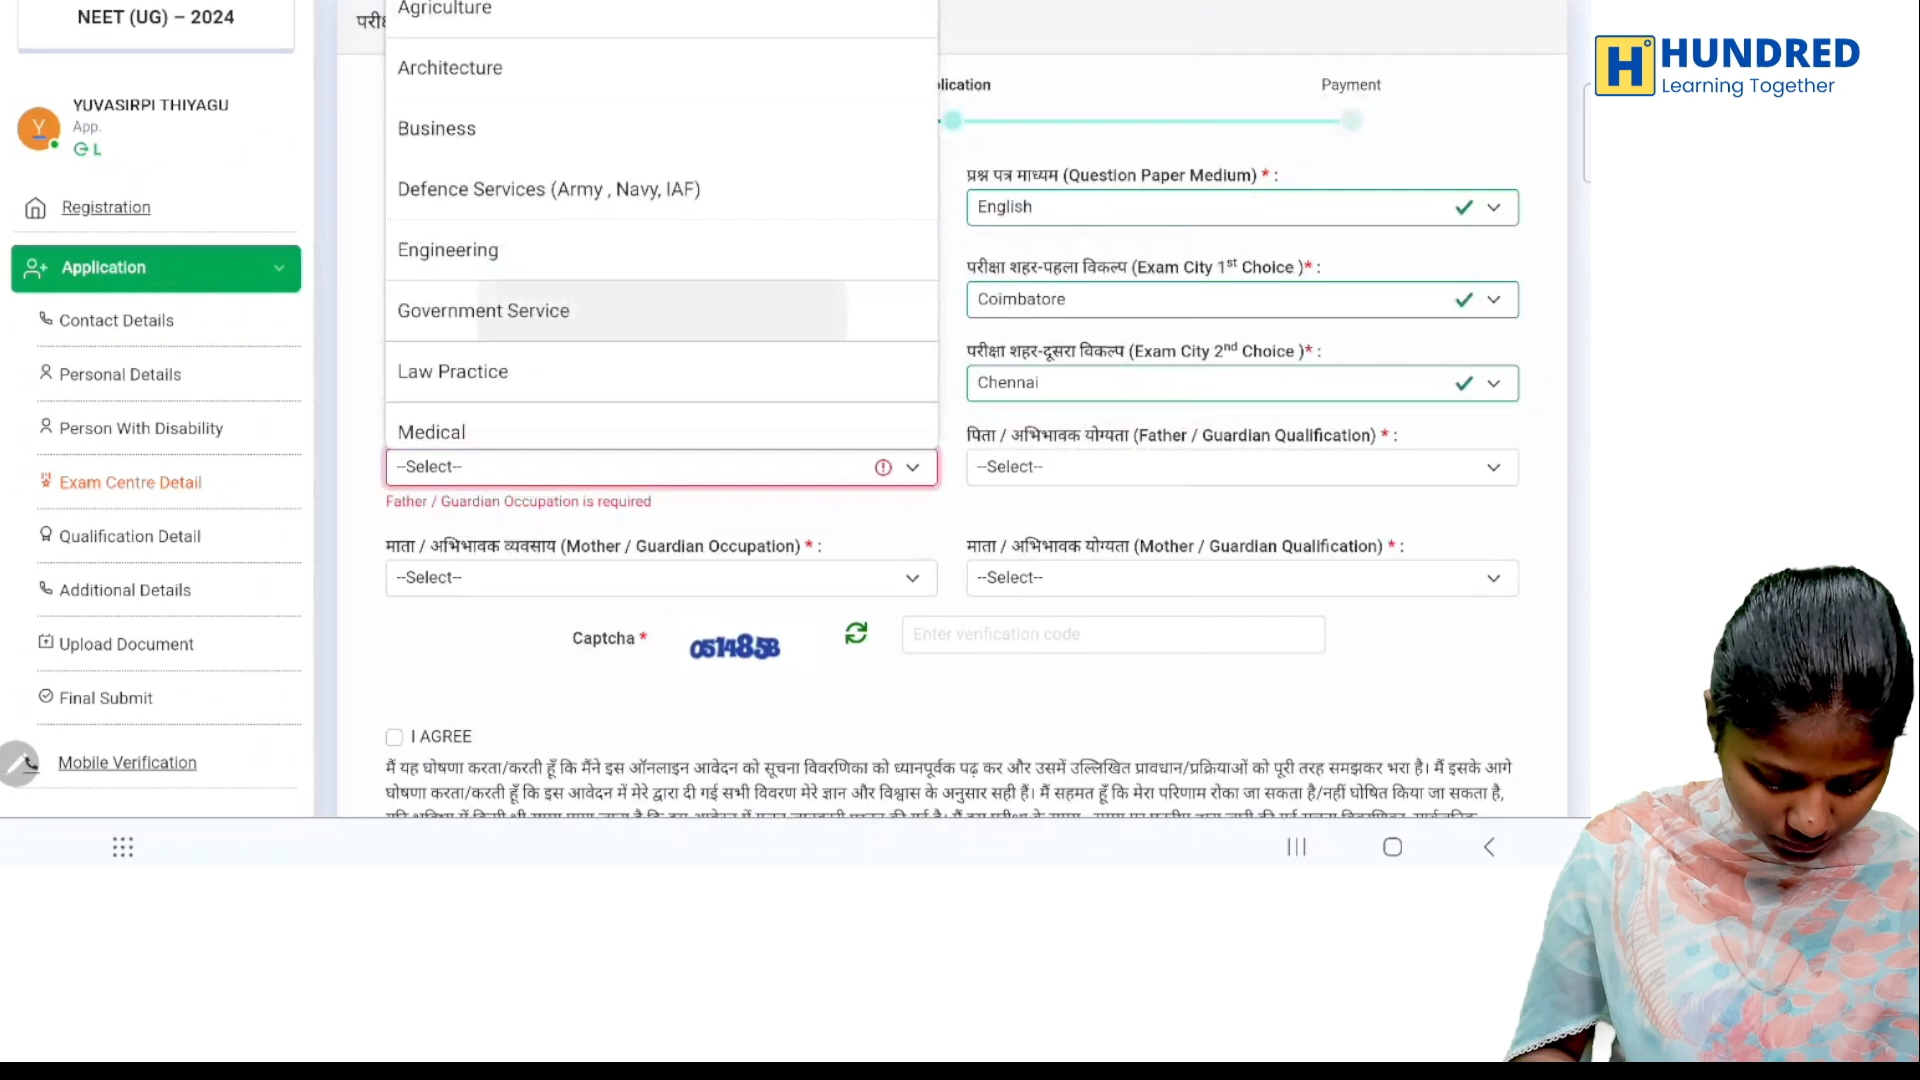 NEET (UG) – 2024
YUVASIRPI THIYAGU
App.
L
Registration
Application
Contact Details
Personal Details
Person With Disability
Exam Centre Detail
Qualification Detail
Additional Details
Upload Document
Final Submit
Mobile Verification
परी
Agriculture
Architecture
Business
Defence Services (Army , Navy, IAF)
Engineering
Government Service
Law Practice
Medical
--Select--
Father / Guardian Occupation is required
plication
Payment
प्रश्न पत्र माध्यम (Question Paper Medium) * :
English
परीक्षा शहर-पहला विकल्प (Exam City 1st Choice )* :
Coimbatore
परीक्षा शहर-दूसरा विकल्प (Exam City 2nd Choice )* :
Chennai
पिता / अभिभावक योग्यता (Father / Guardian Qualification) * :
--Select--
माता / अभिभावक व्यवसाय (Mother / Guardian Occupation) * :
--Select--
माता / अभिभावक योग्यता (Mother / Guardian Qualification) * :
--Select--
Captcha *
051485B
Enter verification code
I AGREE
मैं यह घोषणा करता/करती हूँ कि मैंने इस ऑनलाइन आवेदन को सूचना विवरणिका को ध्यानपूर्वक पढ़ कर और उसमें उल्लिखित प्रावधान/प्रक्रियाओं को पूरी तरह समझकर भरा है। मैं इसके आगे
घोषणा करता/करती हूँ कि इस आवेदन में मेरे द्वारा दी गई सभी विवरण मेरे ज्ञान और विश्वास के अनुसार सही हैं। मैं सहमत हूँ कि मेरा परिणाम रोका जा सकता है/नहीं घोषित किया जा सकता है,
H HUNDRED
Learning Together